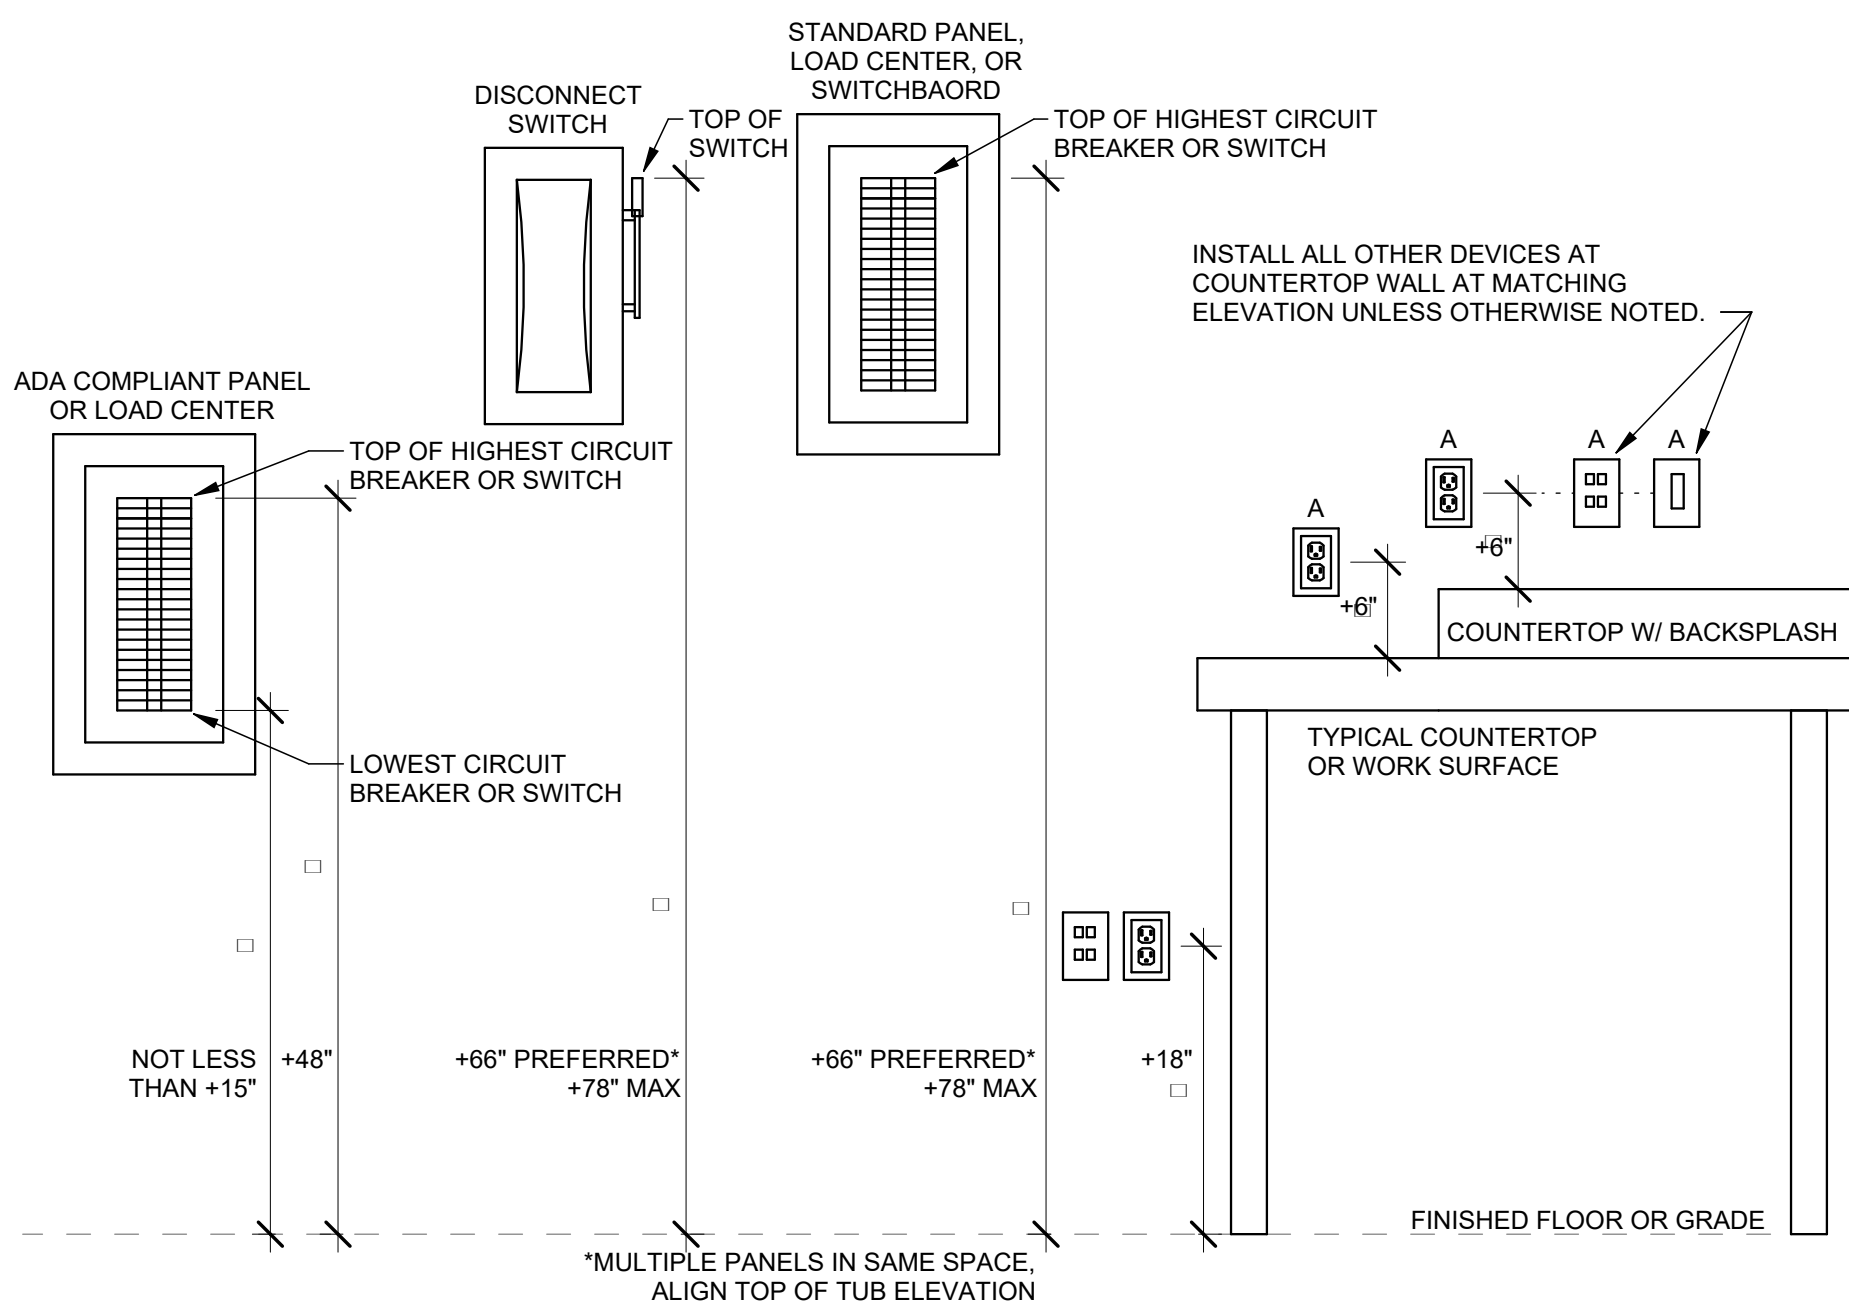 STANDARD PANEL,
LOAD CENTER, OR
SWITCHBAORD
DISCONNECT
SWITCH
TOP OF
SWITCH
TOP OF HIGHEST CIRCUIT
BREAKER OR SWITCH
INSTALL ALL OTHER DEVICES AT
COUNTERTOP WALL AT MATCHING
ELEVATION UNLESS OTHERWISE NOTED.
ADA COMPLIANT PANEL
OR LOAD CENTER
TOP OF HIGHEST CIRCUIT
BREAKER OR SWITCH
A
A
A
A
+6"
+6"
COUNTERTOP W/ BACKSPLASH
TYPICAL COUNTERTOP
OR WORK SURFACE
LOWEST CIRCUIT
BREAKER OR SWITCH
NOT LESS
THAN +15"
+48"
+66" PREFERRED*
+78" MAX
+66" PREFERRED*
+78" MAX
+18"
FINISHED FLOOR OR GRADE
*MULTIPLE PANELS IN SAME SPACE,
ALIGN TOP OF TUB ELEVATION